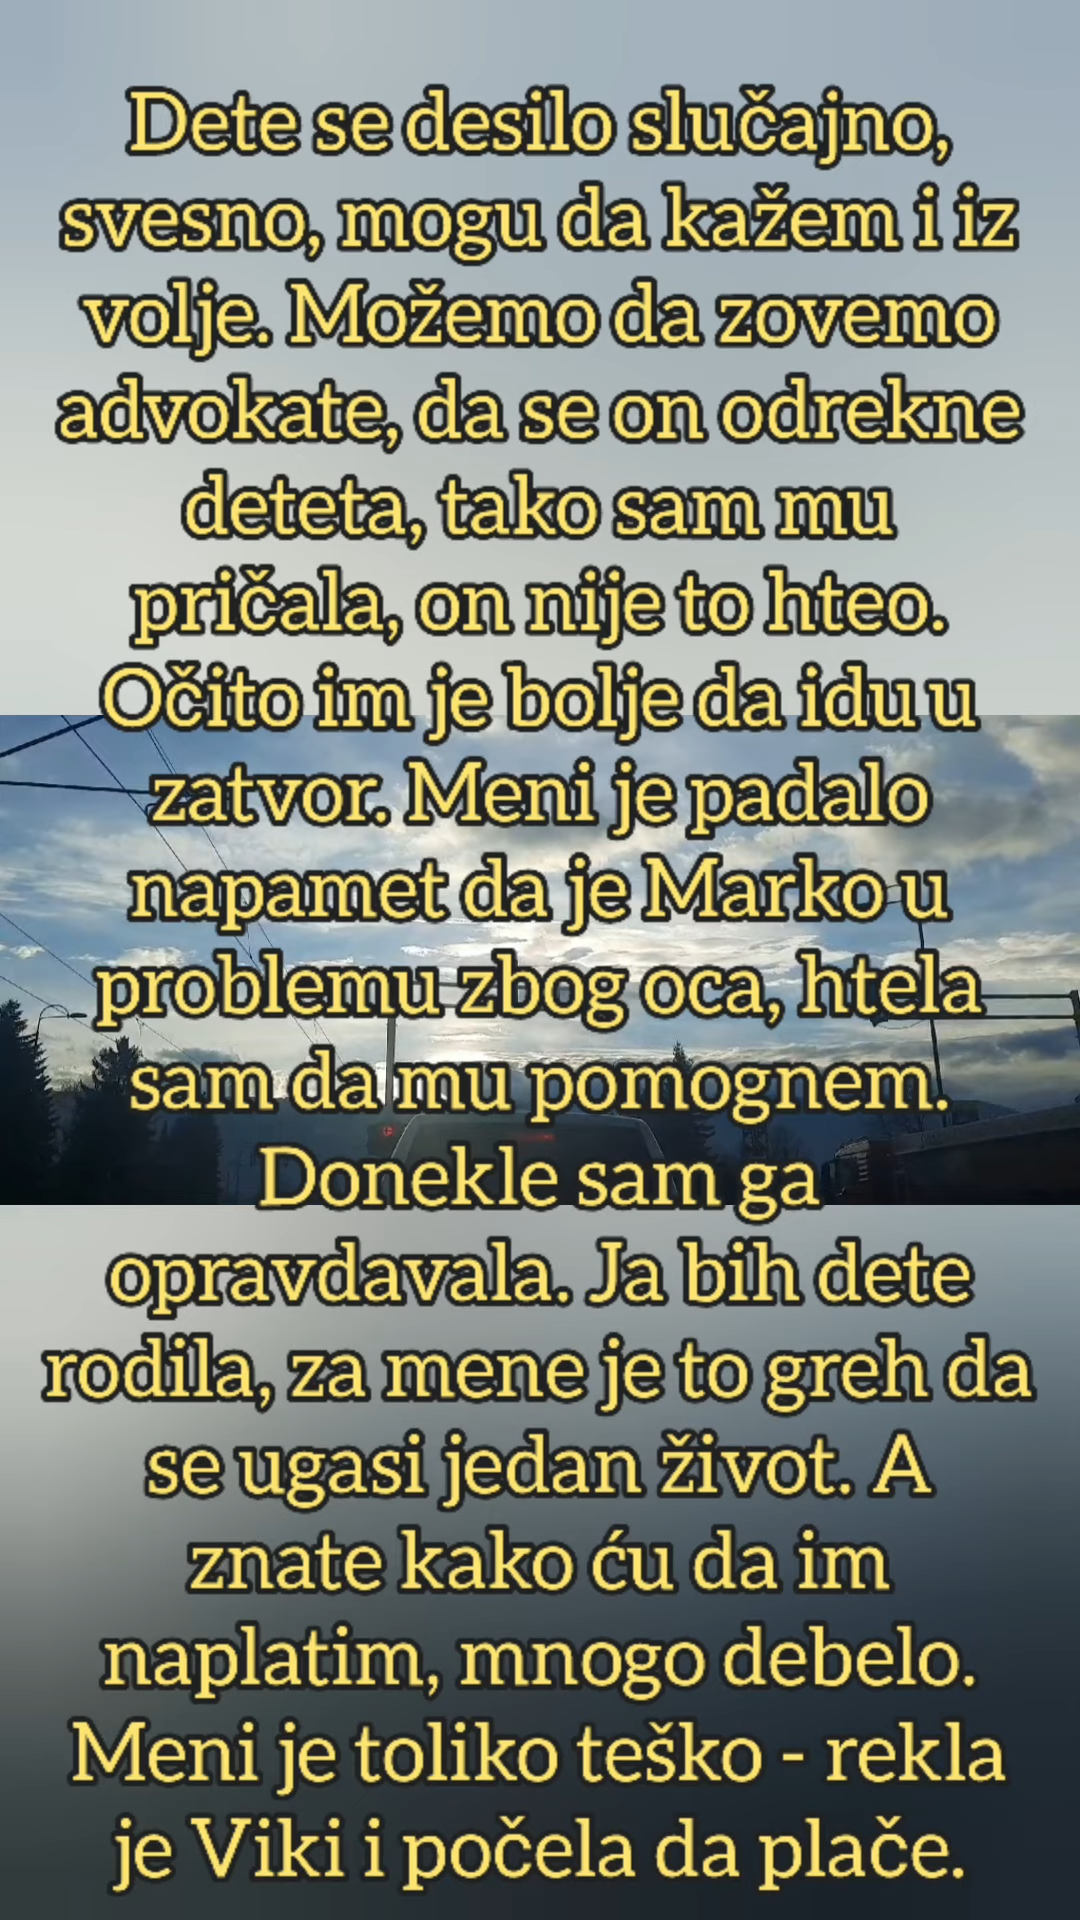 Dete se desilo slučajno,
svesno, mogu da kažem i iz
volje. Možemo da zovemo
advokate, da se on odrekne
deteta, tako sam mu
pričala, on nije to hteo.
Očito im je bolje da idu u
zatvor. Meni je padalo
napamet da je Marko u
problemu zbog oca, htela
sam da mu pomognem.
Donekle sam ga
opravdavala. Ja bih dete
rodila, za mene je to greh da
se ugasi jedan život. A
znate kako ću da im
naplatim, mnogo debelo.
Meni je toliko teško - rekla
je Viki i počela da plače.